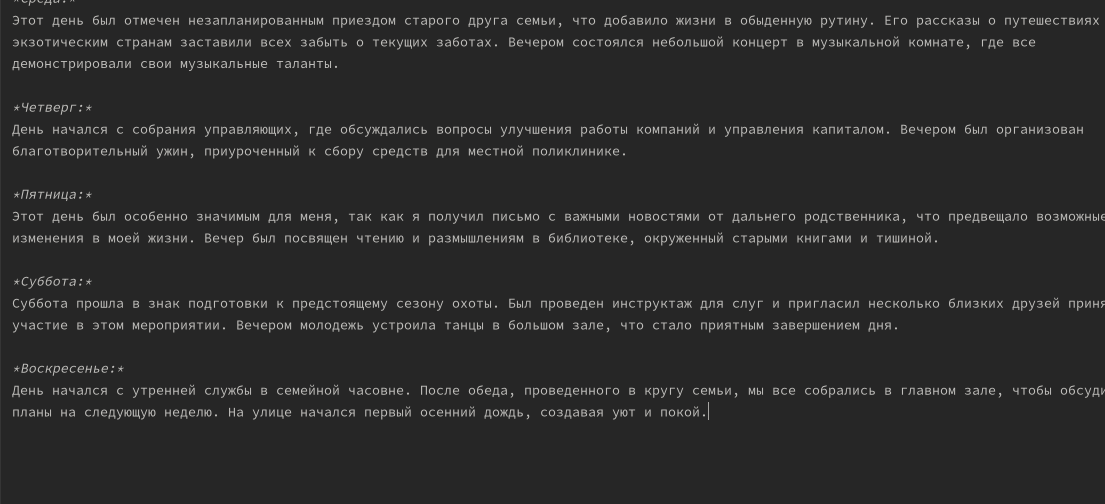 *Среда:*
Этот день был отмечен незапланированным приездом старого друга семьи, что добавило жизни в обыденную рутину. Его рассказы о путешествиях
экзотическим странам заставили всех забыть о текущих заботах. Вечером состоялся небольшой концерт в музыкальной комнате, где все
демонстрировали свои музыкальные таланты.
*Четверг:*
День начался с собрания управляющих, где обсуждались вопросы улучшения работы компаний и управления капиталом. Вечером был организован
благотворительный ужин, приуроченный к сбору средств для местной поликлинике.
*Пятница:*
Этот день был особенно значимым для меня, так как я получил письмо с важными новостями от дальнего родственника, что предвещало возможные
изменения в моей жизни. Вечер был посвящен чтению и размышлениям в библиотеке, окруженный старыми книгами и тишиной.
*Суббота:*
Суббота прошла в знак подготовки к предстоящему сезону охоты. Был проведен инструктаж для слуг и пригласил несколько близких друзей
участие в этом мероприятии. Вечером молодежь устроила танцы в большом зале, что стало приятным завершением дня.
*Воскресенье:*
День начался с утренней службы в семейной часовне. После обеда, проведенного в кругу семьи, мы все собрались в главном зале, чтобы
планы на следующую неделю. На улице начался первый осенний дождь, создавая уют и покой.